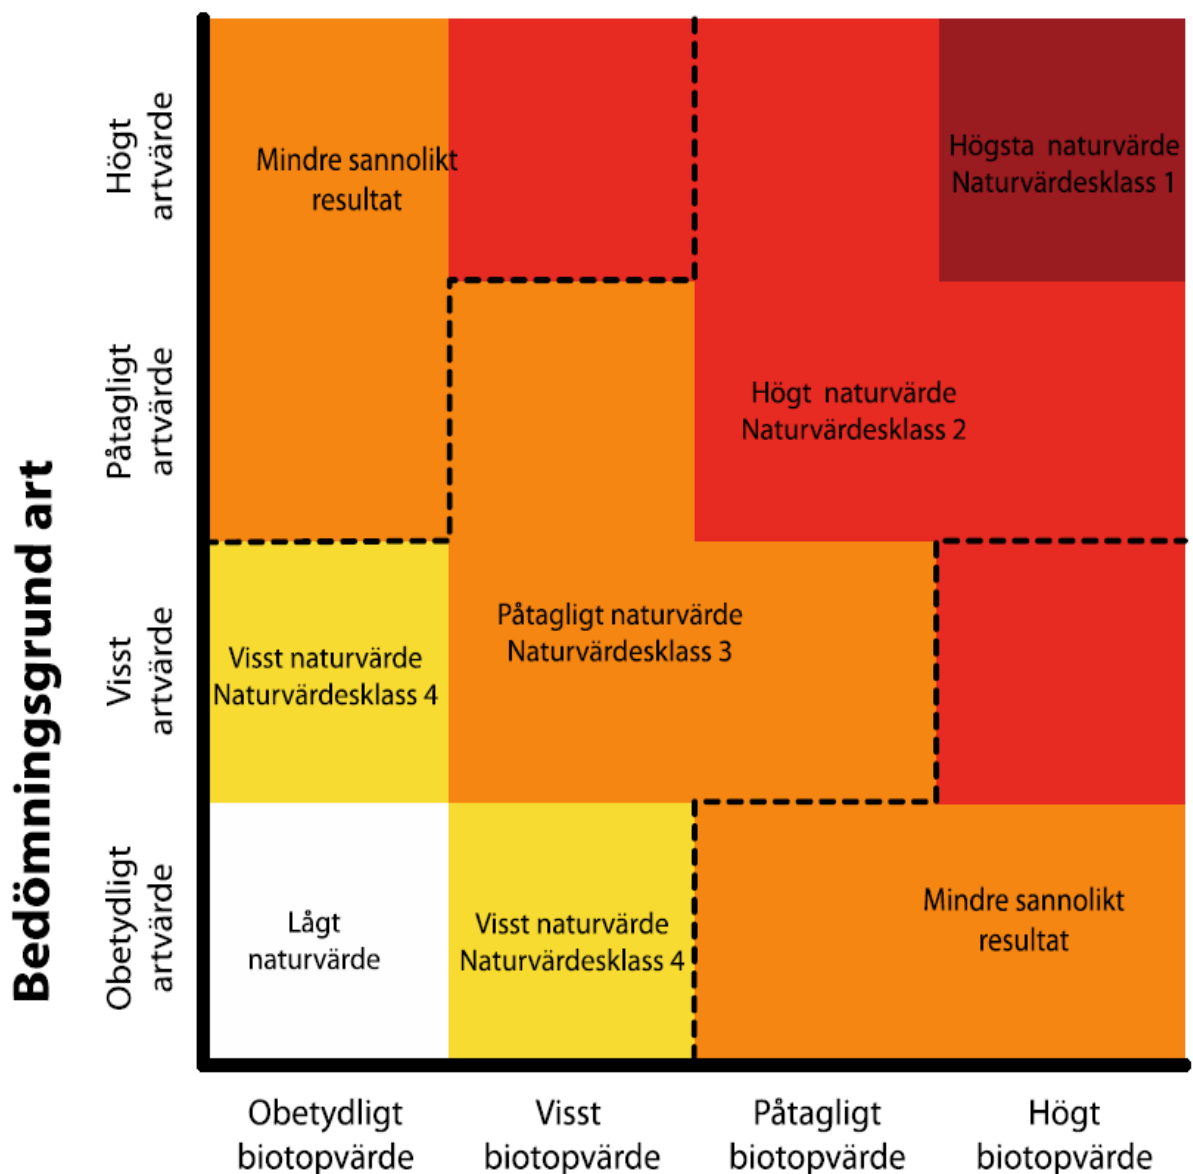 Bedömningsgrund art
Högt
artvärde
Påtagligt
artvärde
Visst
artvärde
Obetydligt
artvärde
Mindre sannolikt
resultat
Högsta naturvärde
Naturvärdesklass 1
Högt naturvärde
Naturvärdesklass 2
Påtagligt naturvärde
Naturvärdesklass 3
Visst naturvärde
Naturvärdesklass 4
Lågt
naturvärde
Visst naturvärde
Naturvärdesklass 4
Mindre sannolikt
resultat
Obetydligt
biotopvärde
Visst
biotopvärde
Påtagligt
biotopvärde
Högt
biotopvärde